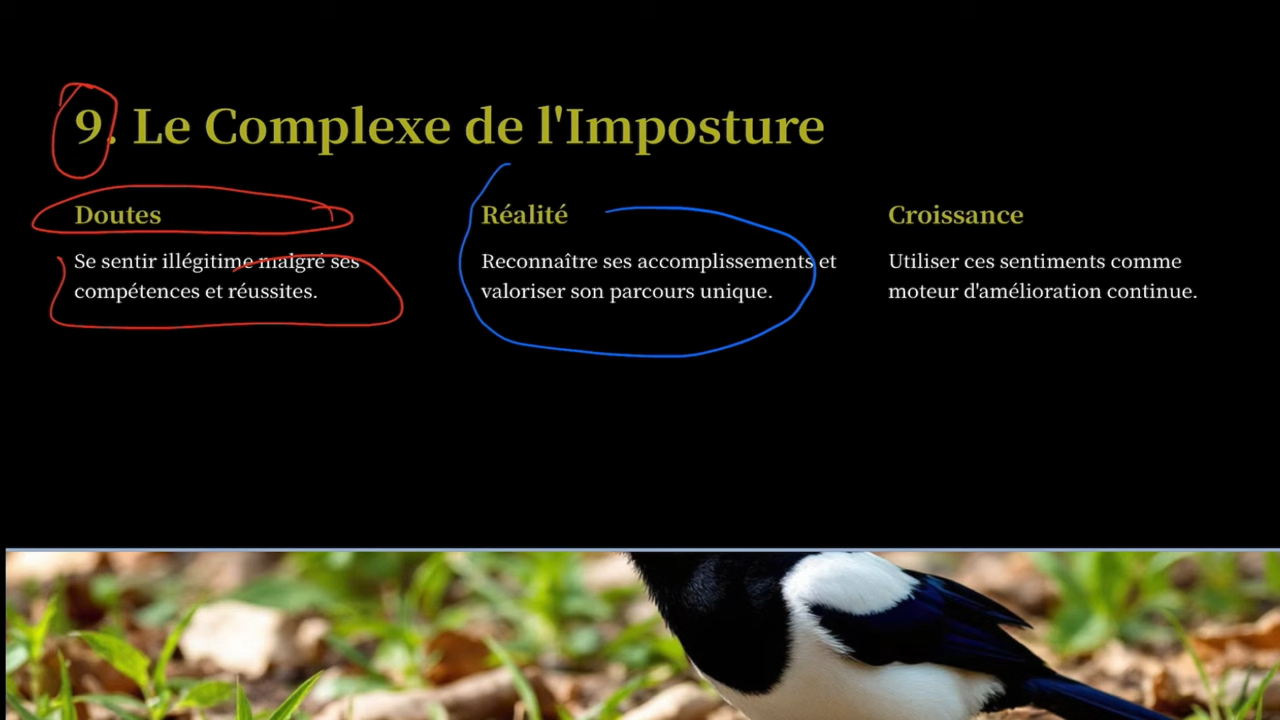 9. Le Complexe de l'Imposture
Doutes
Se sentir illégitime malgré ses
compétences et réussites.
Réalité
Reconnaître ses accomplissements et
valoriser son parcours unique.
Croissance
Utiliser ces sentiments comme
moteur d'amélioration continue.